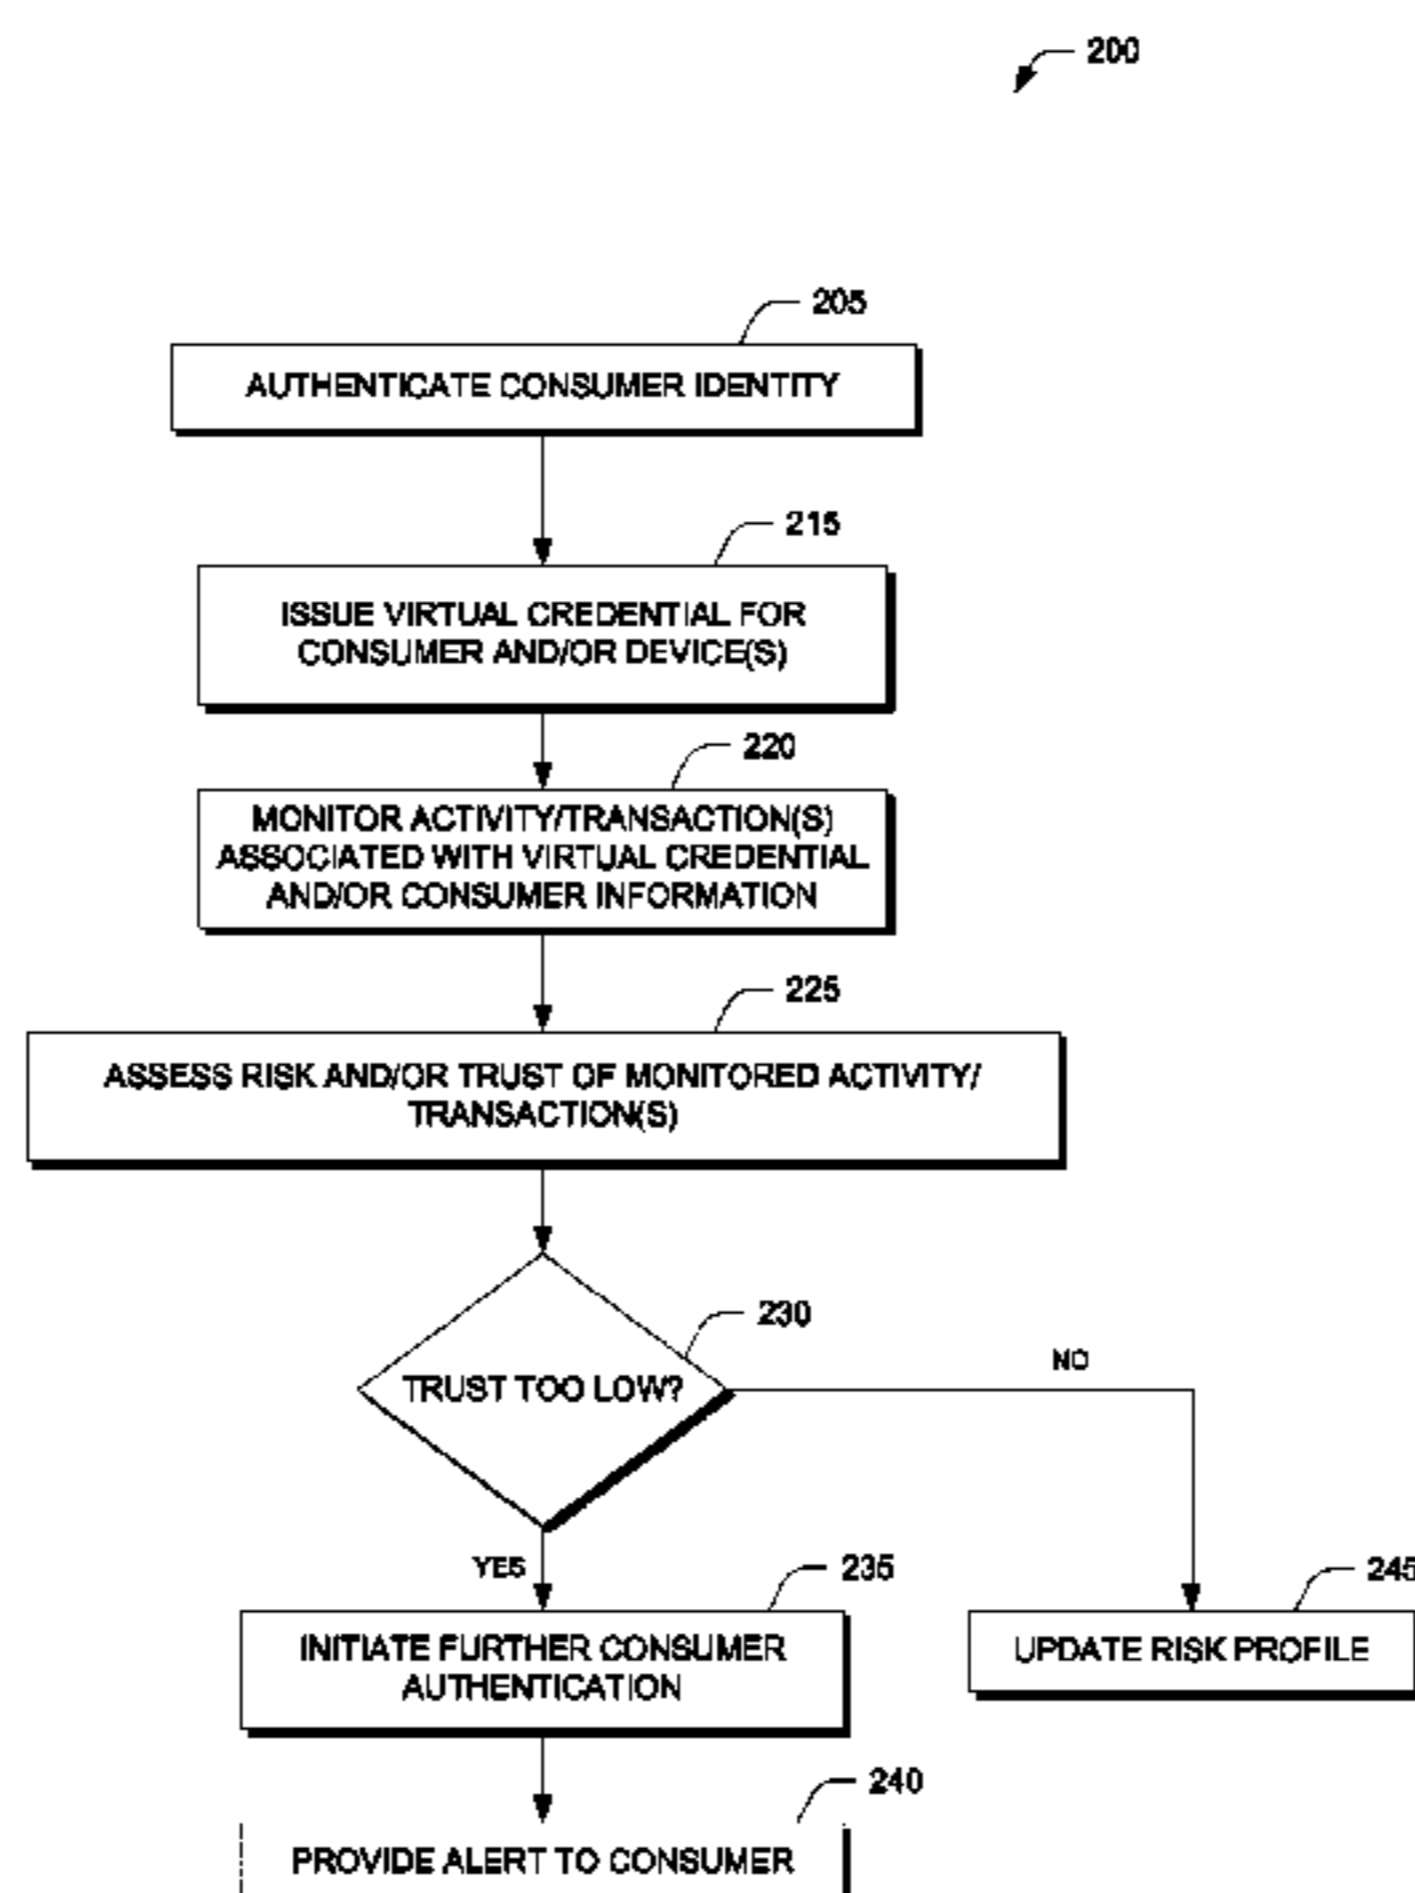 200
205
AUTHENTICATE CONSUMER IDENTITY
215
ISSUE VIRTUAL CREDENTIAL FOR
CONSUMER AND/OR DEVICE(S)
220
MONITOR ACTIVITY/TRANSACTION(S)
ASSOCIATED WITH VIRTUAL CREDENTIAL
AND/OR CONSUMER INFORMATION
225
ASSESS RISK AND/OR TRUST OF MONITORED ACTIVITY/
TRANSACTION(S)
230
TRUST TOO LOW?
NO
YES
235
245
INITIATE FURTHER CONSUMER
AUTHENTICATION
UPDATE RISK PROFILE
240
PROVIDE ALERT TO CONSUMER